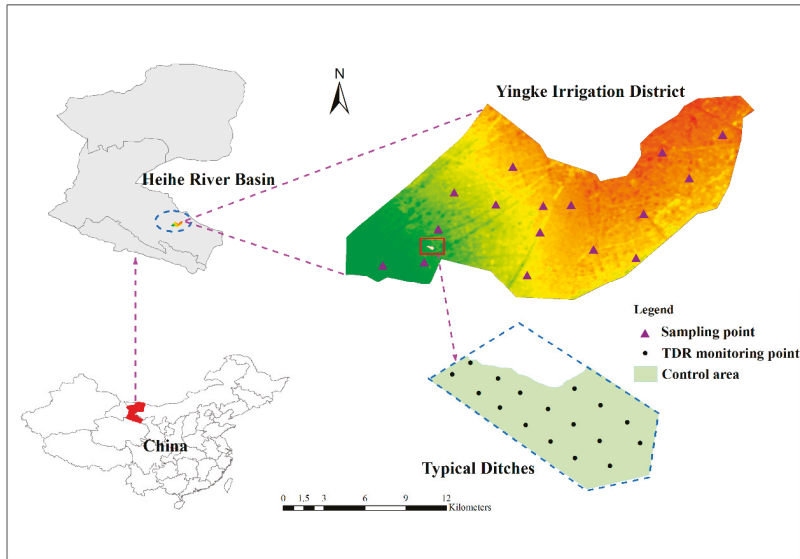 N
Yingke Irrigation District
Heihe River Basin
Legend
Sampling point
TDR monitoring point
Control area
China
Typical Ditches
0 1.5 3 6 9 12
Kilometers